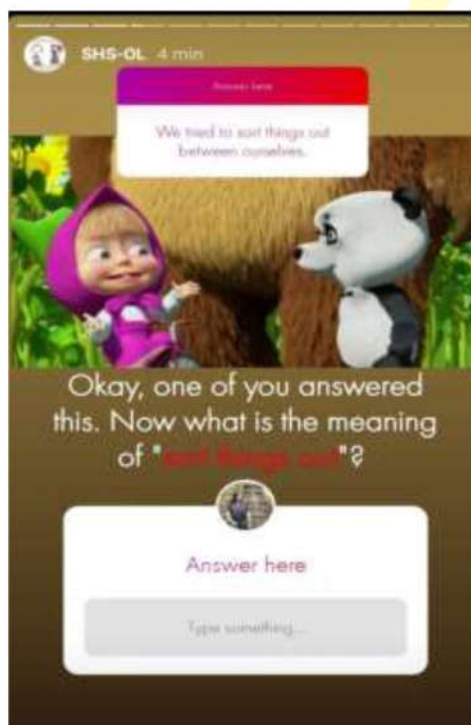 SHS-OL 4 min
Answer here
We tried to sort things out
between ourselves.
Okay, one of you answered
this. Now what is the meaning
of "sort things out"?
Answer here
Type something...